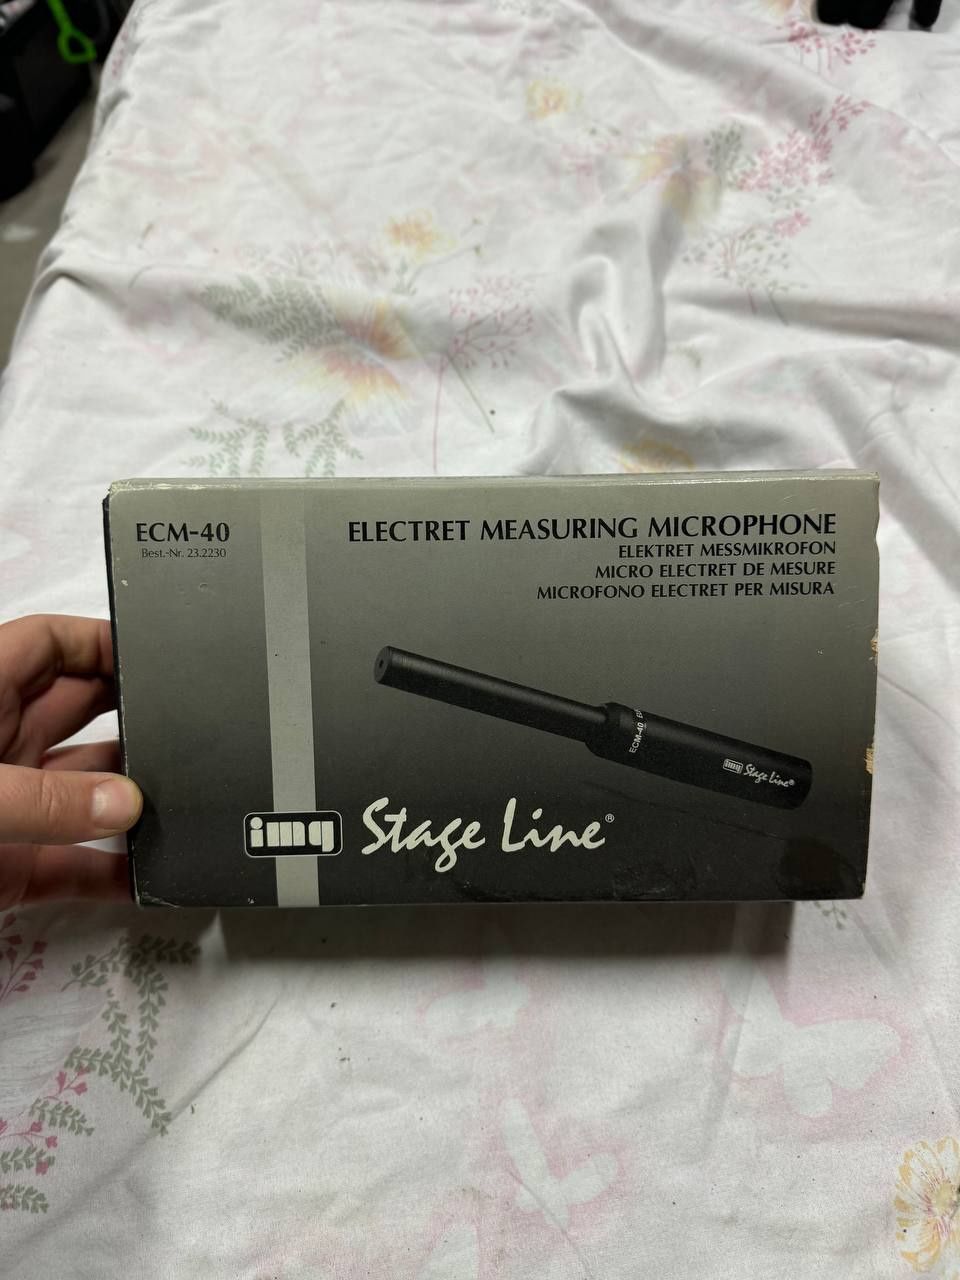 ECM-40
Best.-Nr. 23.2230
ELECTRET MEASURING MICROPHONE
ELEKTRET MESSMIKROFON
MICRO ELECTRET DE MESURE
MICROFONO ELECTRET PER MISURA
ECM-40
img Stage Line®
img Stage Line®